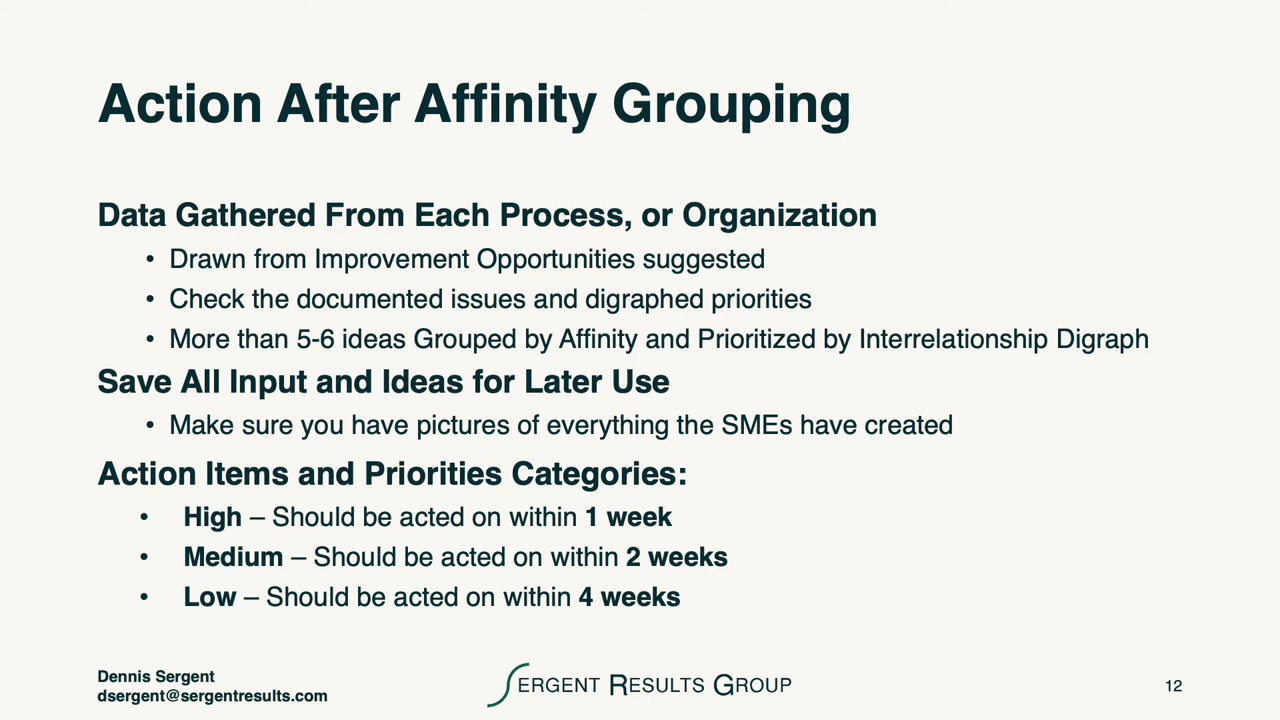 Action After Affinity Grouping
Data Gathered From Each Process, or Organization
• Drawn from Improvement Opportunities suggested
• Check the documented issues and digraphed priorities
• More than 5-6 ideas Grouped by Affinity and Prioritized by Interrelationship Digraph
Save All Input and Ideas for Later Use
• Make sure you have pictures of everything the SMEs have created
Action Items and Priorities Categories:
• High – Should be acted on within 1 week
• Medium – Should be acted on within 2 weeks
• Low – Should be acted on within 4 weeks
Dennis Sergent
dsergent@sergentresults.com
SERGENT RESULTS GROUP
12